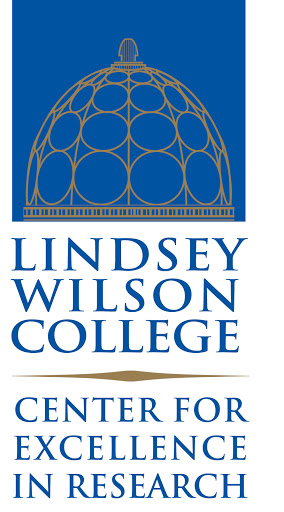 LINDSEY
WILSON
COLLEGE
CENTER FOR
EXCELLENCE
IN RESEARCH